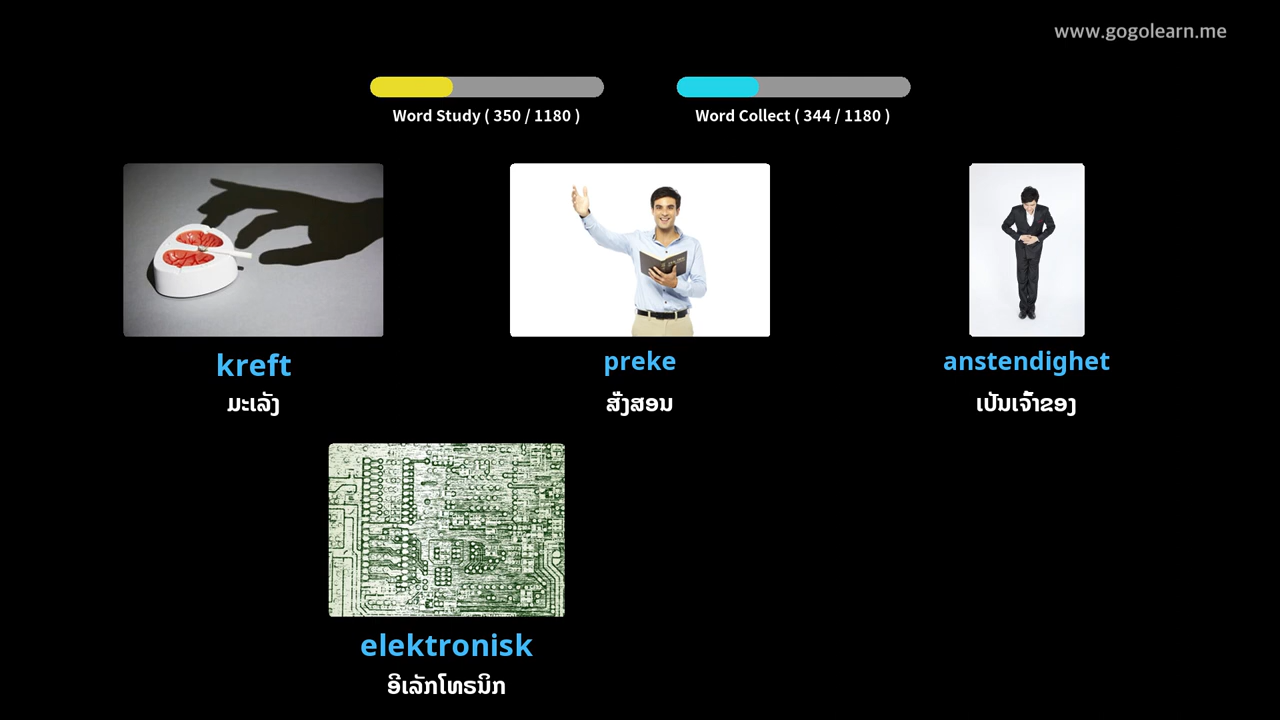 www.gogolearn.me
Word Study ( 350 / 1180 )
Word Collect ( 344 / 1180 )
kreft
preke
anstendighet
ມະເລັງ
ສັ່ງສອນ
ເປັນເຈົ້າຂອງ
elektronisk
ອີເລັກໂທຣນິກ